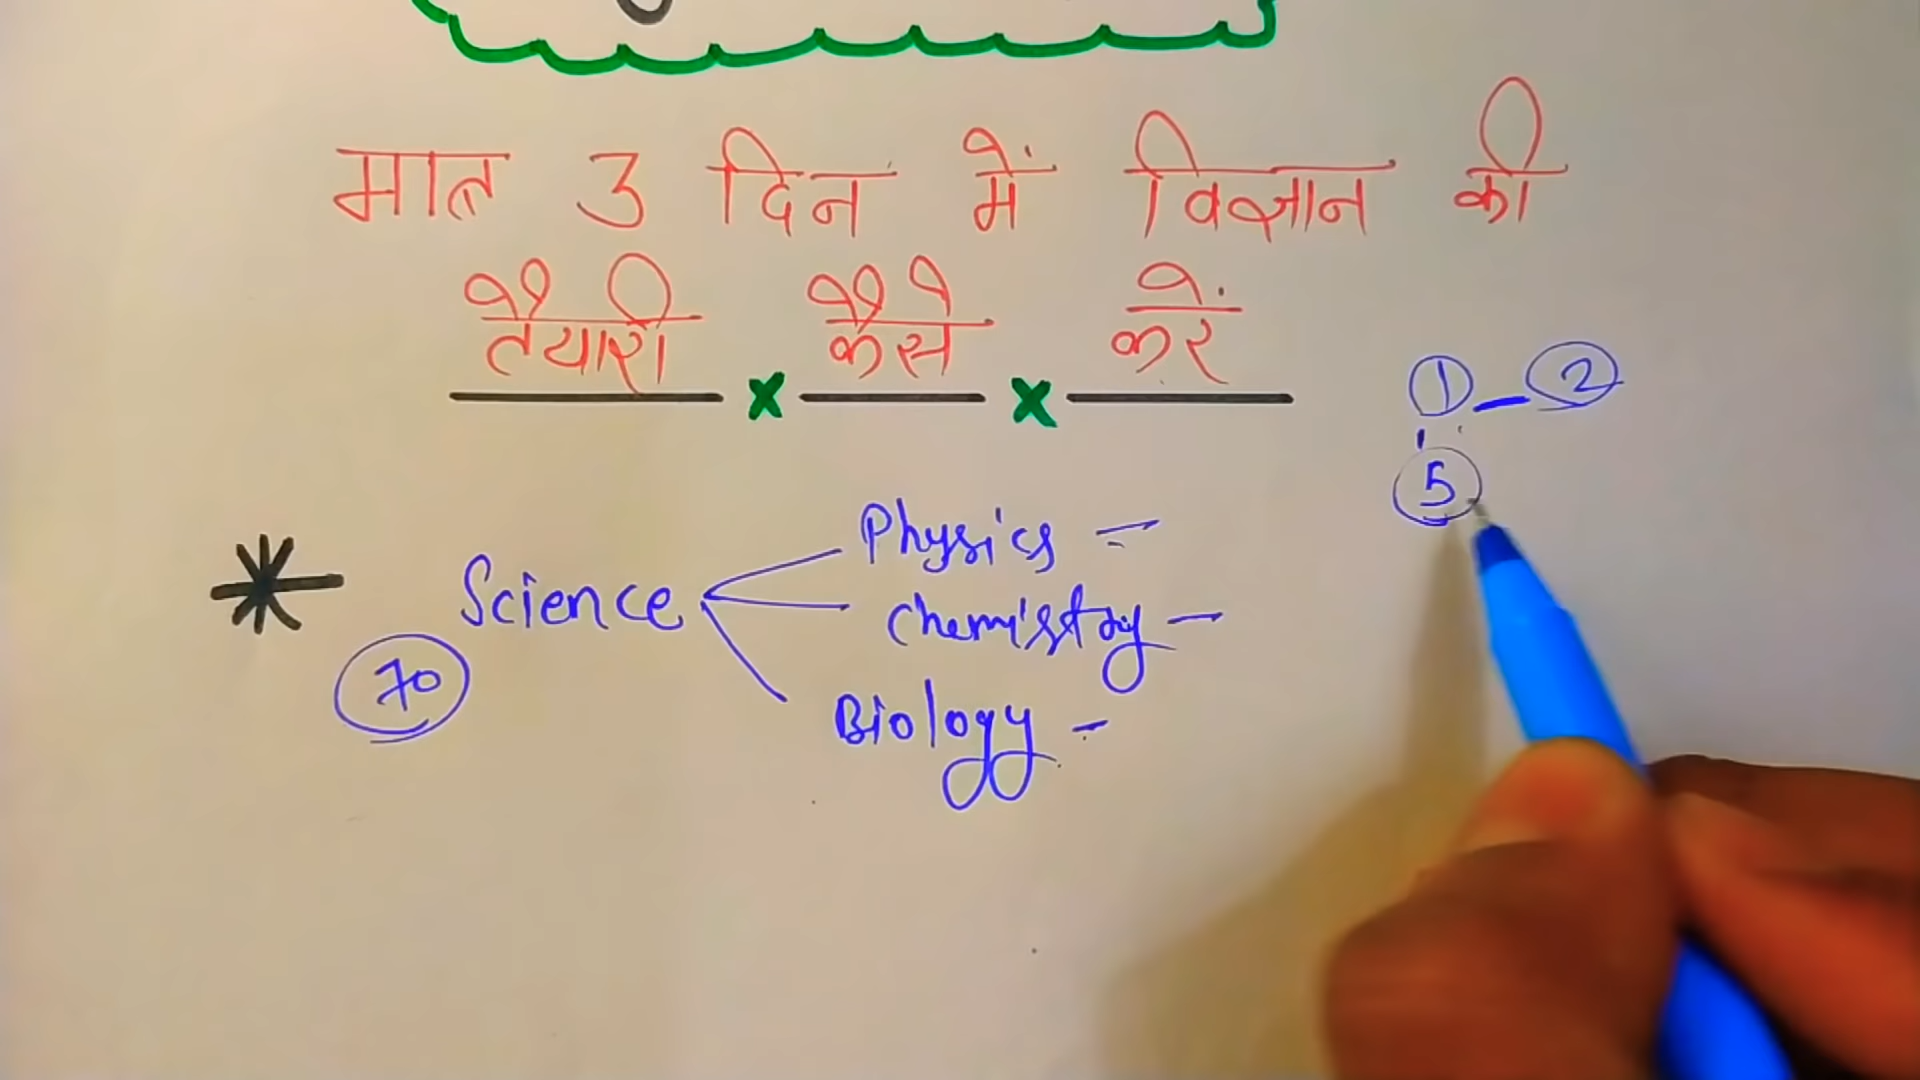 मात्र 3 दिन में विज्ञान की
तैयारी कैसे करें
x x
① – ②
⑤
Science
Physics –
Chemistry –
Biology –
70